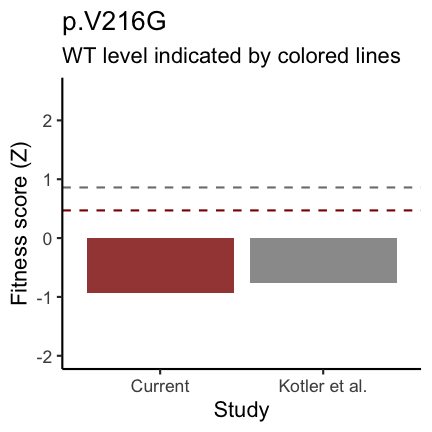 p.V216G
WT level indicated by colored lines
Fitness score (Z)
2
1
0
-1
-2
Current
Kotler et al.
Study